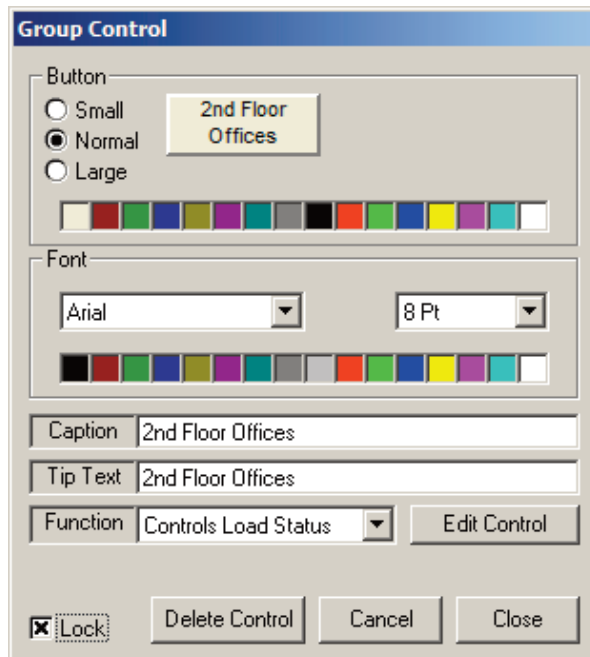 Group Control
Button
Small
Normal
Large
2nd Floor
Offices
Font
Arial
8 Pt
Caption
2nd Floor Offices
Tip Text
2nd Floor Offices
Function
Controls Load Status
Edit Control
Lock
Delete Control
Cancel
Close